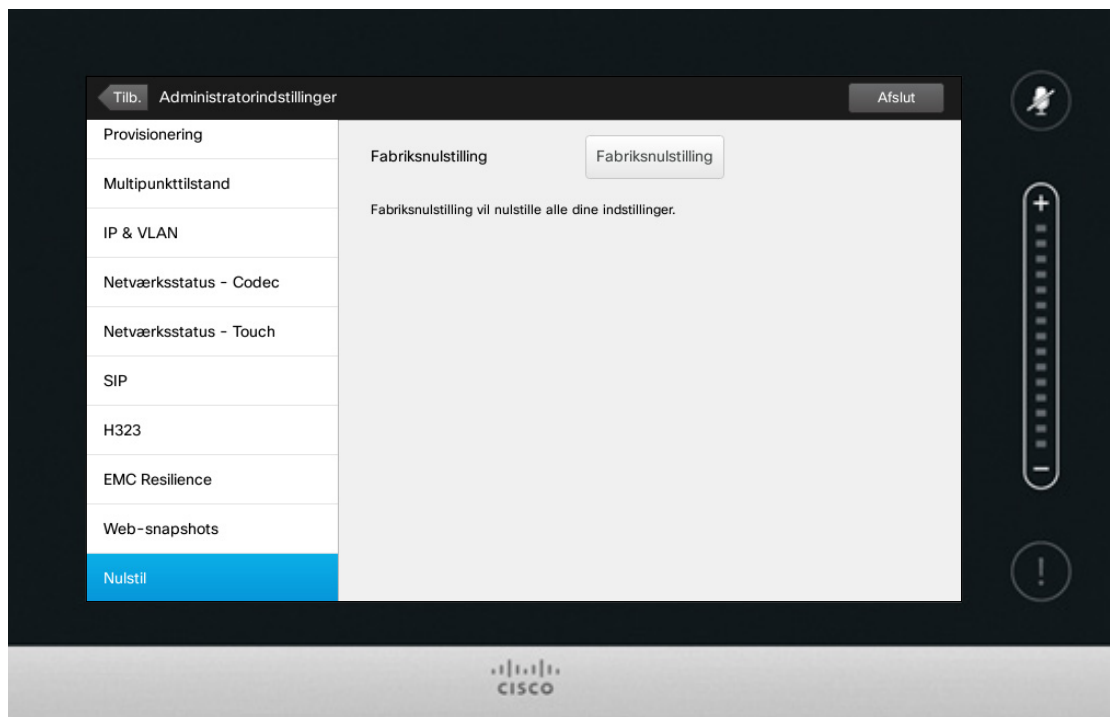 Tilb. Administratorindstillinger Afslut
Provisionering
Multipunkttilstand
IP & VLAN
Netværksstatus - Codec
Netværksstatus - Touch
SIP
H323
EMC Resilience
Web-snapshots
Nulstil
Fabriksnulstilling Fabriksnulstilling
Fabriksnulstilling vil nulstille alle dine indstillinger.
+
-
!
CISCO